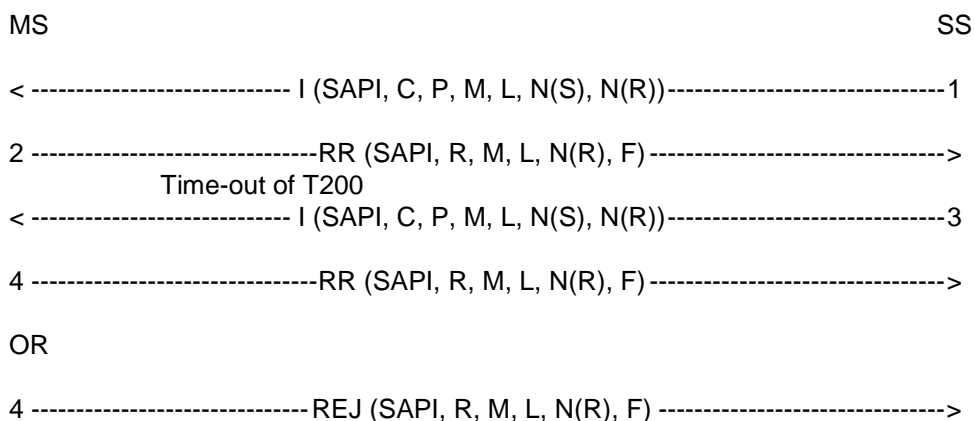 MS SS
< ----------------------------- I (SAPI, C, P, M, L, N(S), N(R))-------------------------------1
2 --------------------------------RR (SAPI, R, M, L, N(R), F) --------------------------------->
Time-out of T200
< ----------------------------- I (SAPI, C, P, M, L, N(S), N(R))-------------------------------3
4 --------------------------------RR (SAPI, R, M, L, N(R), F) --------------------------------->
OR
4 -------------------------------REJ (SAPI, R, M, L, N(R), F) -------------------------------->